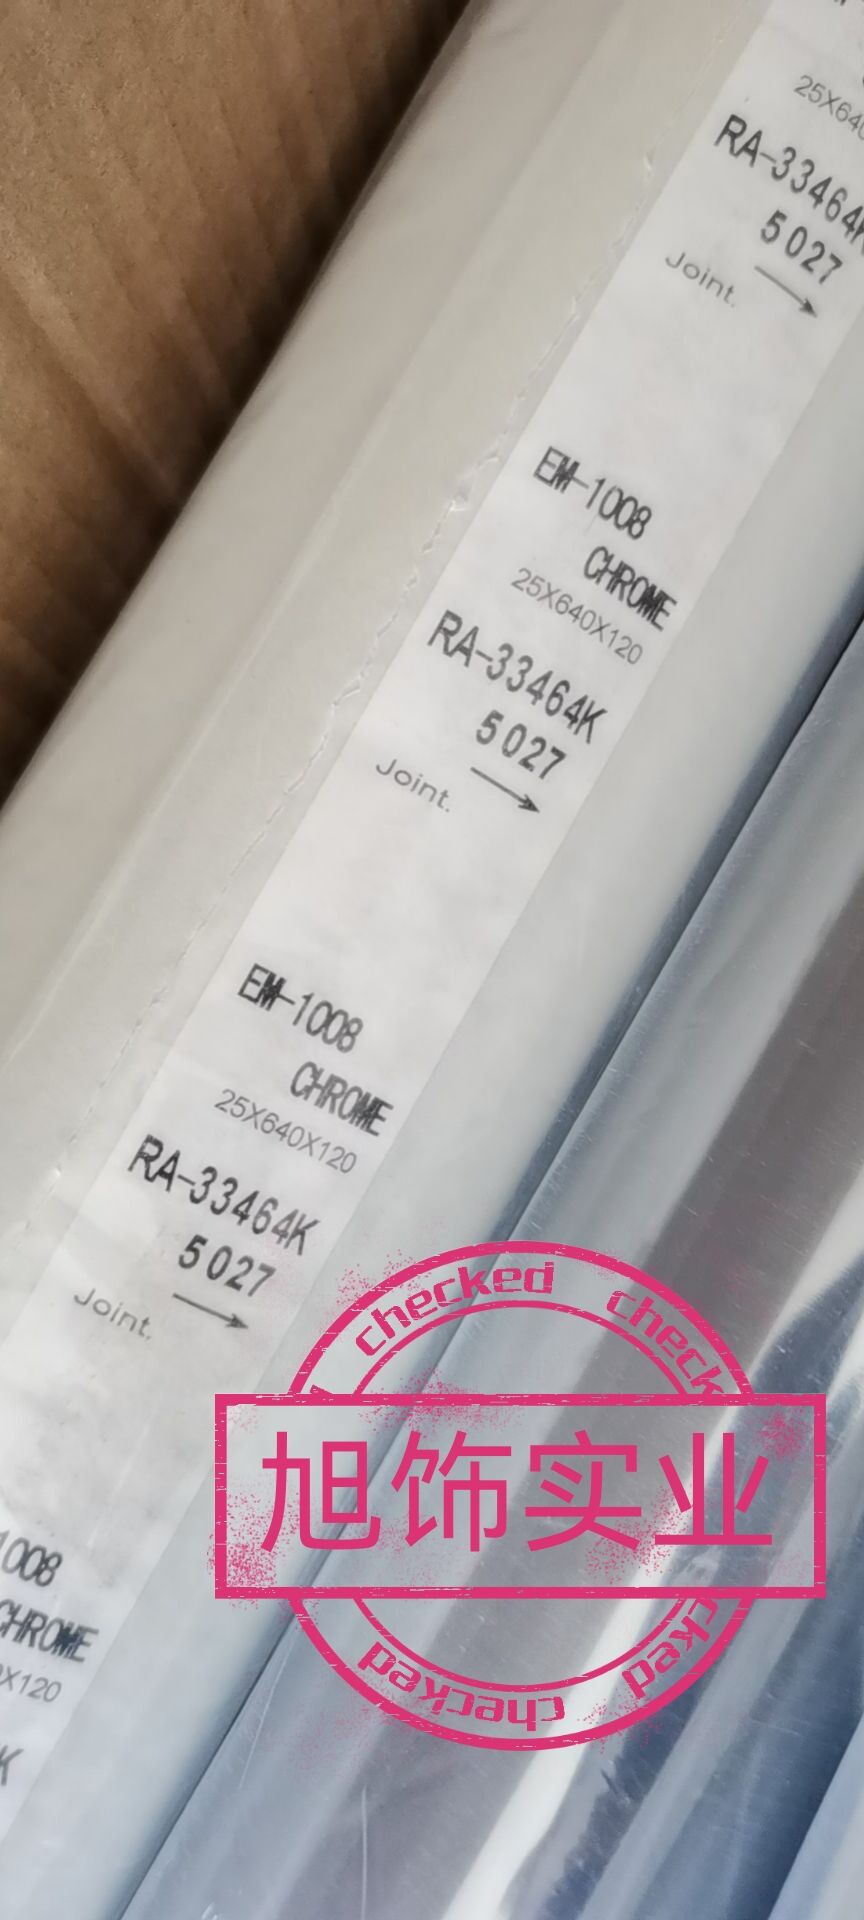 25X640
RA-33464K
5027
Joint.
EM-1008
CHROME
25X640X120
RA-33464K
5027
Joint.
EM-1008
CHROME
25X640X120
RA-33464K
5027
Joint.
checked checked
旭饰实业
1008
CHROME
X120
K
checked checked checked